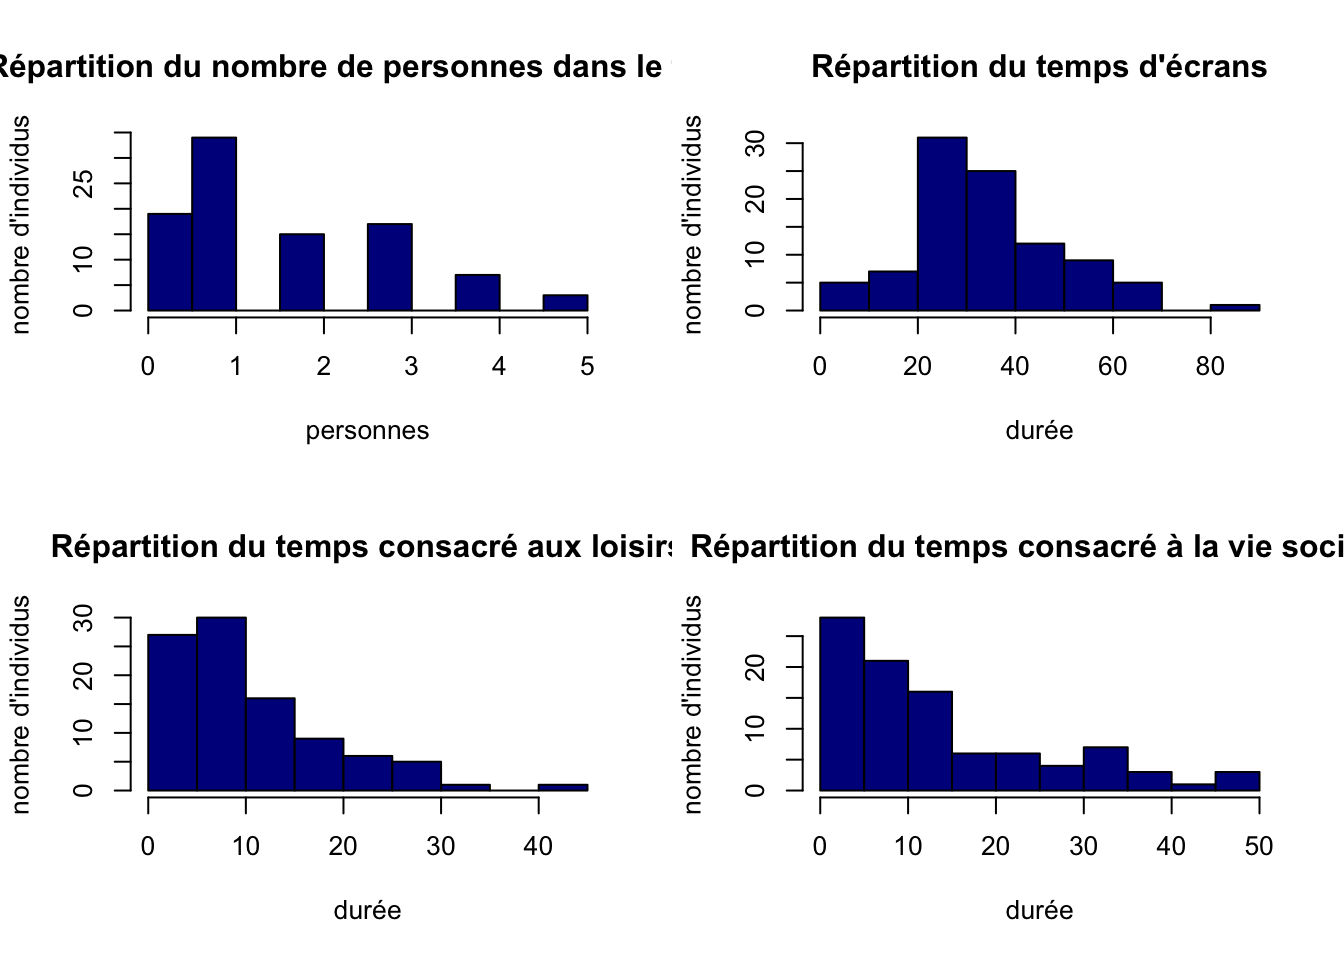 Répartition du nombre de personnes dans le
nombre d'individus
0 10 25
0 1 2 3 4 5
personnes
Répartition du temps d'écrans
nombre d'individus
0 10 20 30
0 20 40 60 80
durée
Répartition du temps consacré aux loisirs
nombre d'individus
0 10 20 30
0 10 20 30 40
durée
Répartition du temps consacré à la vie soci
nombre d'individus
0 10 20
0 10 20 30 40 50
durée